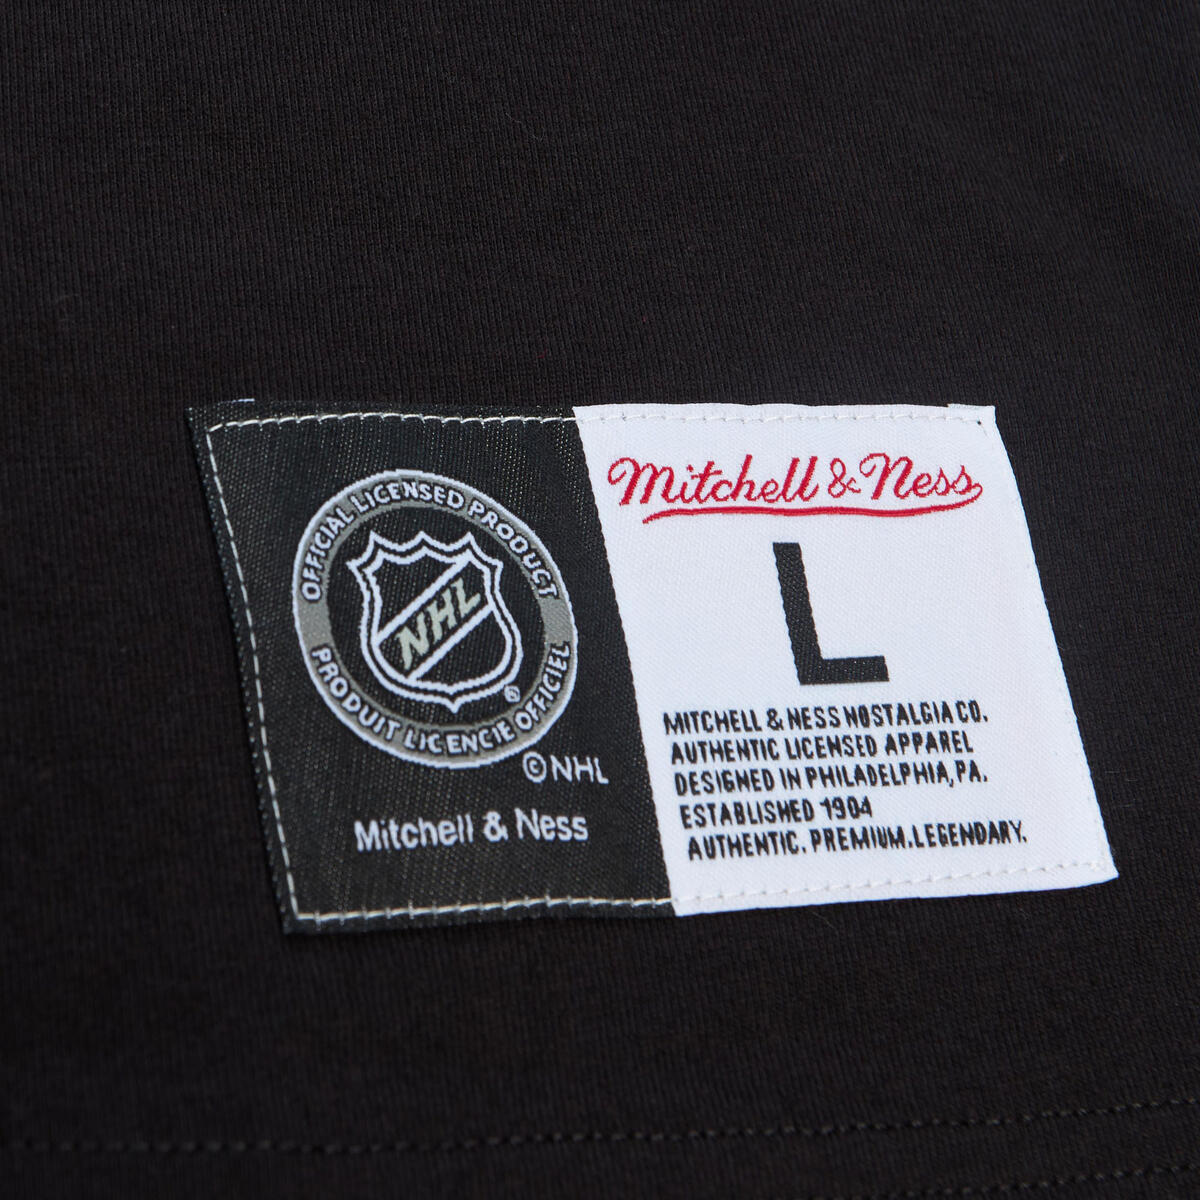 OFFICIAL LICENSED PRODUCT
NHL
®
PRODUIT LICENCIE OFFICIEL
©NHL
Mitchell & Ness
Mitchell & Ness
L
MITCHELL & NESS NOSTALGIA CO.
AUTHENTIC LICENSED APPAREL
DESIGNED IN PHILADELPHIA, PA.
ESTABLISHED 1904
AUTHENTIC. PREMIUM. LEGENDARY.